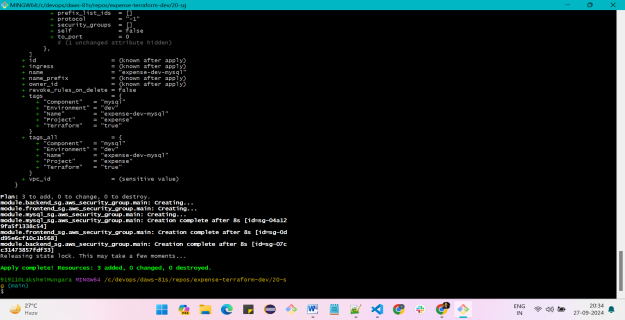 MINGW64:/c/devops/daws-81s/repos/expense-terraform-dev/20-sg
+ prefix_list_ids = []
+ protocol = "-1"
+ security_groups = []
+ self = false
+ to_port = 0
# (1 unchanged attribute hidden)
},
]
+ id = (known after apply)
+ ingress = (known after apply)
+ name = "expense-dev-mysql"
+ name_prefix = (known after apply)
+ owner_id = (known after apply)
+ revoke_rules_on_delete = false
+ tags = {
+ "Component" = "mysql"
+ "Environment" = "dev"
+ "Name" = "expense-dev-mysql"
+ "Project" = "expense"
+ "Terraform" = "true"
}
+ tags_all = {
+ "Component" = "mysql"
+ "Environment" = "dev"
+ "Name" = "expense-dev-mysql"
+ "Project" = "expense"
+ "Terraform" = "true"
}
+ vpc_id = (sensitive value)
}
Plan: 3 to add, 0 to change, 0 to destroy.
module.backend_sg.aws_security_group.main: Creating...
module.frontend_sg.aws_security_group.main: Creating...
module.mysql_sg.aws_security_group.main: Creating...
module.mysql_sg.aws_security_group.main: Creation complete after 8s [id=sg-04a12
9fa5f1338c54]
module.frontend_sg.aws_security_group.main: Creation complete after 8s [id=sg-0d
d95e6cf10c1b568]
module.backend_sg.aws_security_group.main: Creation complete after 8s [id=sg-07c
c31473857fdf33]
Releasing state lock. This may take a few moments...
Apply complete! Resources: 3 added, 0 changed, 0 destroyed.
MINGW64 /c/devops/daws-81s/repos/expense-terraform-dev/20-s
g (main)
$
27°C
Haze
ENG
IN
20:34
27-09-2024